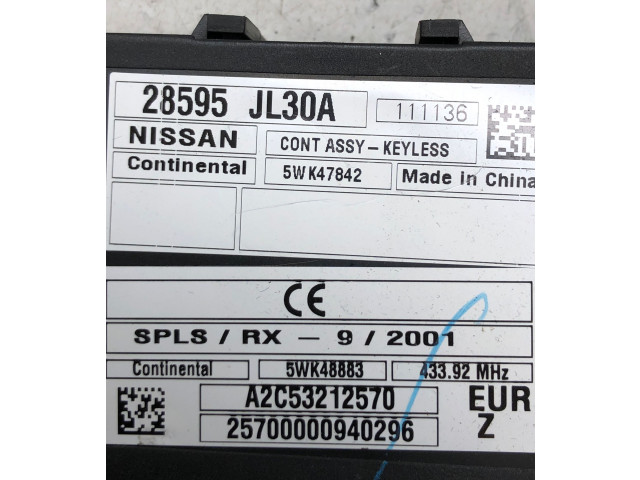 28595 JL30A 111136
NISSAN CONT ASSY-KEYLESS
Continental 5WK47842 Made in China
CE
SPLS / RX - 9 / 2001
Continental 5WK48883 433.92 MHz
A2C53212570 EUR
25700000940296 Z